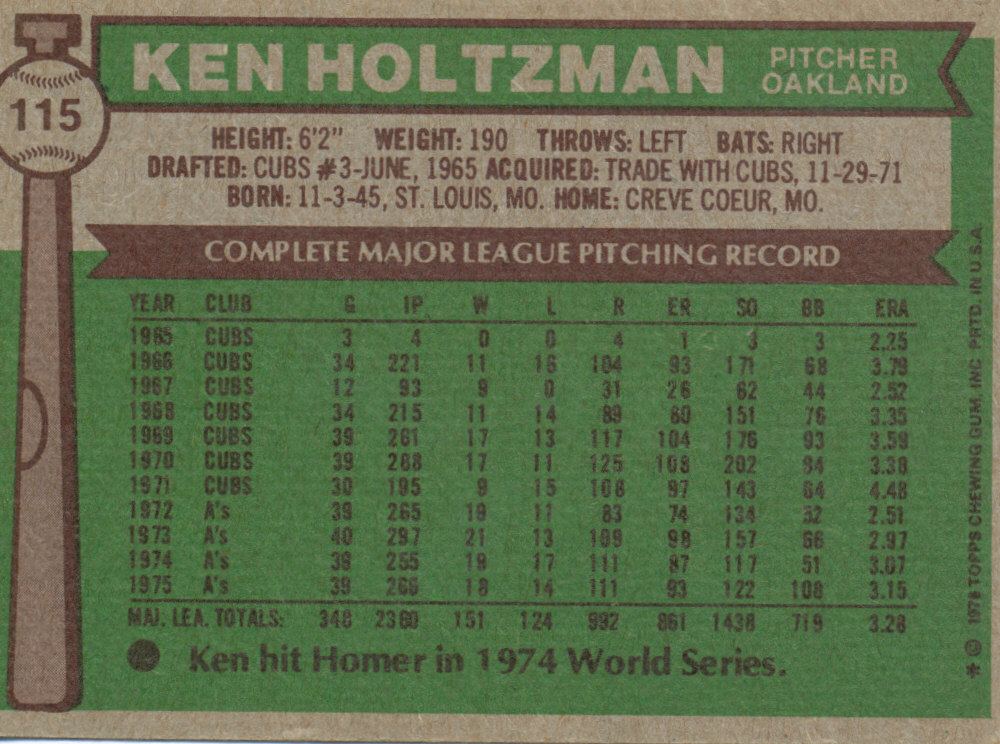 115
KEN HOLTZMAN
PITCHER
OAKLAND
HEIGHT: 6'2" WEIGHT: 190 THROWS: LEFT BATS: RIGHT
DRAFTED: CUBS #3-JUNE, 1965 ACQUIRED: TRADE WITH CUBS, 11-29-71
BORN: 11-3-45, ST. LOUIS, MO. HOME: CREVE COEUR, MO.
COMPLETE MAJOR LEAGUE PITCHING RECORD
YEAR CLUB G IP W L R ER SO BB ERA
1965 CUBS 3 4 0 0 4 1 3 3 2.25
1966 CUBS 34 221 11 16 104 93 171 68 3.79
1967 CUBS 12 93 9 0 31 26 62 44 2.52
1968 CUBS 34 215 11 14 89 80 151 76 3.35
1969 CUBS 39 261 17 13 117 104 176 93 3.59
1970 CUBS 39 288 17 11 125 108 202 94 3.38
1971 CUBS 30 195 9 15 108 97 143 64 4.48
1972 A's 39 265 19 11 83 74 134 52 2.51
1973 A's 40 297 21 13 109 98 157 66 2.97
1974 A's 39 255 19 17 111 87 117 51 3.07
1975 A's 39 266 18 14 111 93 122 108 3.15
MAJ. LEA. TOTALS: 348 2360 151 124 992 861 1438 719 3.28
Ken hit Homer in 1974 World Series.
* © 1976 TOPPS CHEWING GUM, INC. PRTD. IN U.S.A.